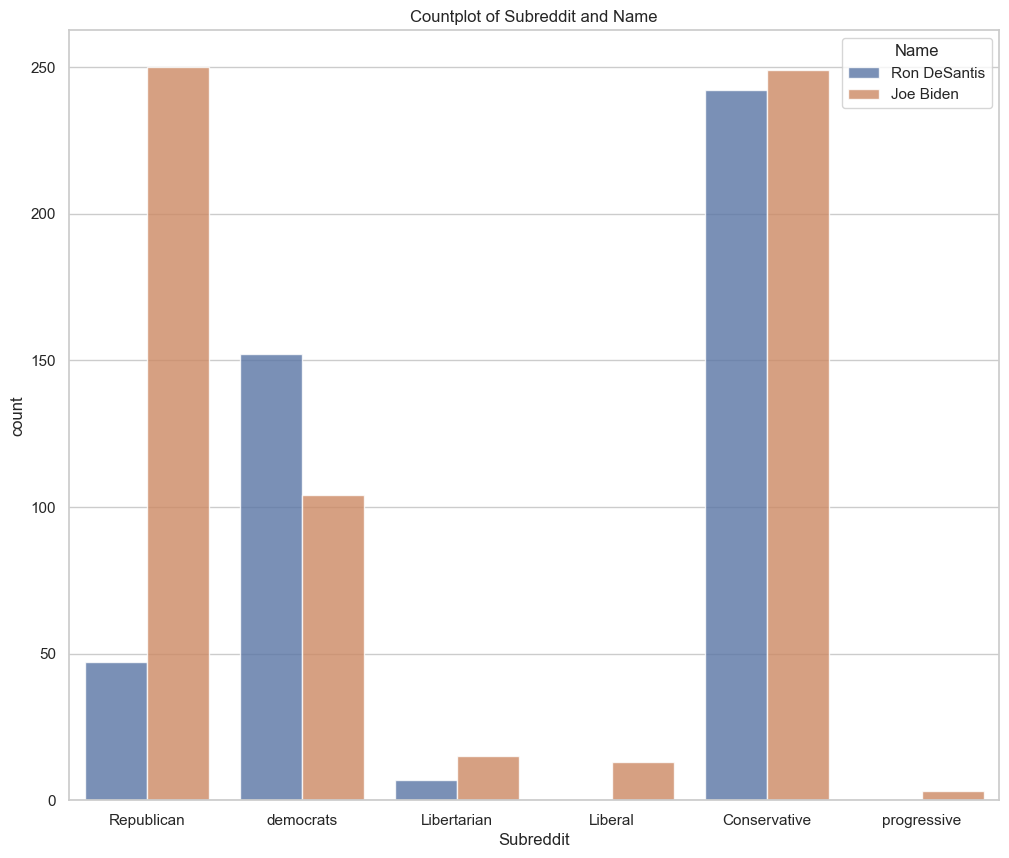 Countplot of Subreddit and Name
Name
Ron DeSantis
Joe Biden
250
200
150
100
50
0
count
Republican
democrats
Libertarian
Liberal
Conservative
progressive
Subreddit